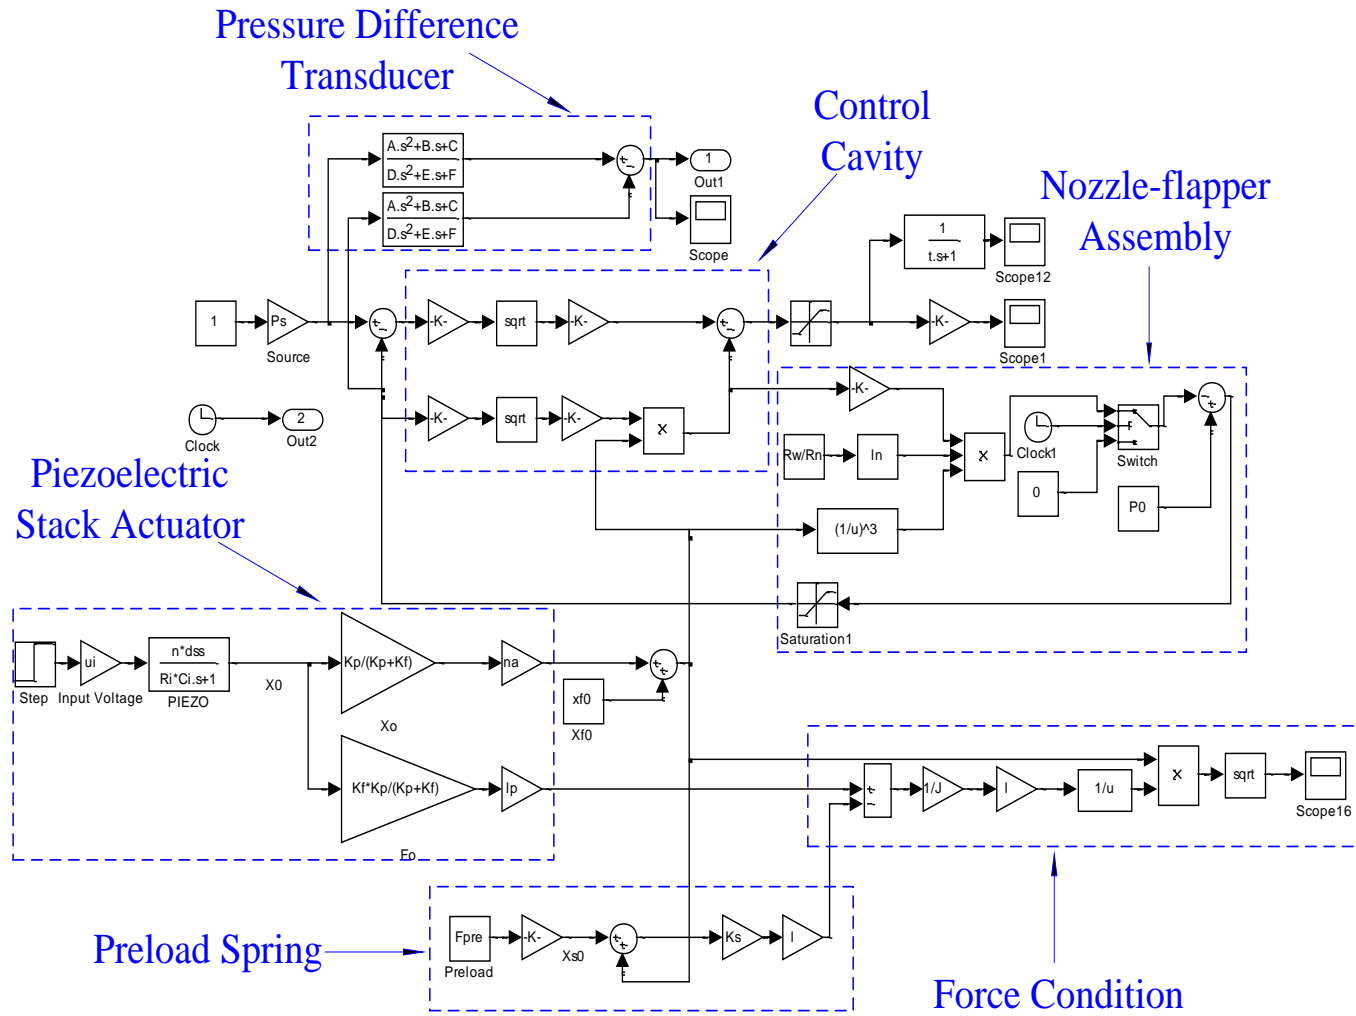 Pressure Difference
Transducer
Control
Cavity
Nozzle-flapper
Assembly
A.s2+B.s+C
D.s2+E.s+F
1
Out1
A.s2+B.s+C
D.s2+E.s+F
Scope
1
t.s+1
Scope12
1
Ps
Source
-K-
sqrt
-K-
-K-
Scope1
2
Out2
Clock
-K-
sqrt
-K-
x
-K-
Rw/Rn
ln
x
Clock1
Switch
0
P0
(1/u)^3
Saturation1
Piezoelectric
Stack Actuator
Step
ui
Input Voltage
n*dss
Ri*Ci.s+1
PIEZO
X0
Kp/(Kp+Kf)
Xo
na
xf0
Xf0
Kf*Kp/(Kp+Kf)
Fo
lp
1/J
l
1/u
x
sqrt
Scope16
Preload Spring
Fpre
Preload
-K-
Xs0
Ks
l
Force Condition